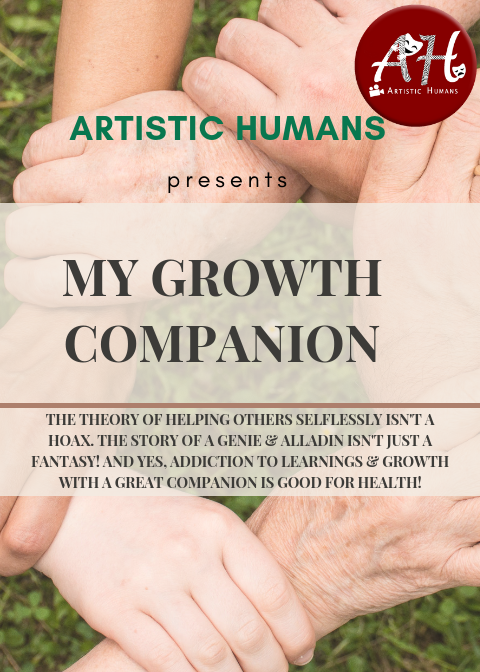 AH
ARTISTIC HUMANS
ARTISTIC HUMANS
presents
MY GROWTH
COMPANION
THE THEORY OF HELPING OTHERS SELFLESSLY ISN'T A
HOAX. THE STORY OF A GENIE & ALLADIN ISN'T JUST A
FANTASY! AND YES, ADDICTION TO LEARNINGS & GROWTH
WITH A GREAT COMPANION IS GOOD FOR HEALTH!